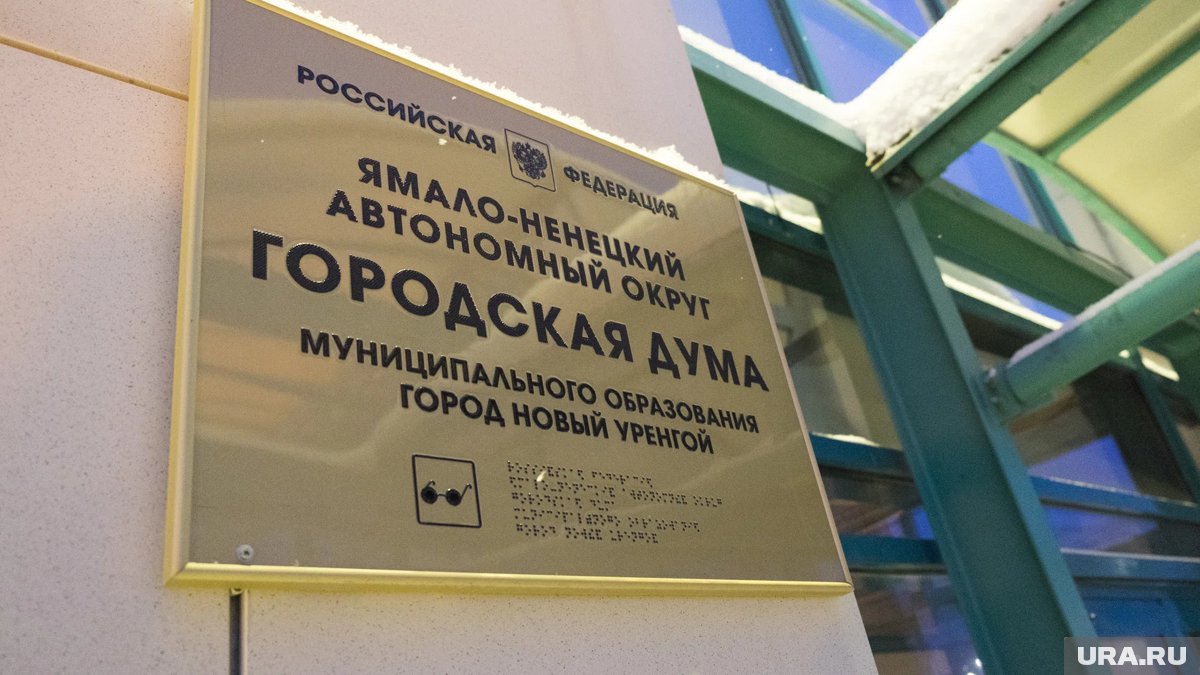 РОССИЙСКАЯ ФЕДЕРАЦИЯ
ЯМАЛО-НЕНЕЦКИЙ
АВТОНОМНЫЙ ОКРУГ
ГОРОДСКАЯ ДУМА
МУНИЦИПАЛЬНОГО ОБРАЗОВАНИЯ
ГОРОД НОВЫЙ УРЕНГОЙ
URA.RU